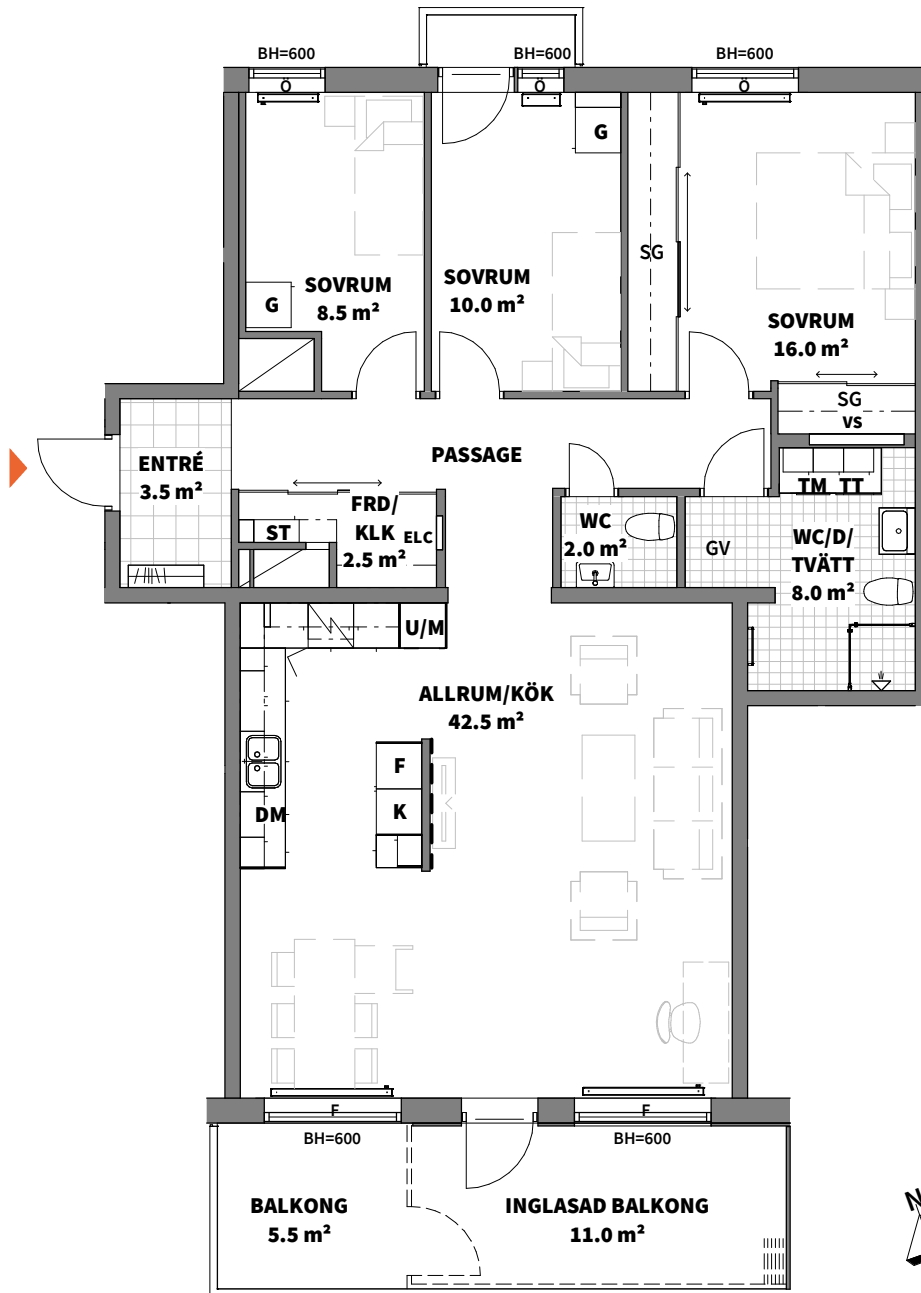 BH=600
BH=600
BH=600
Ö
Ö
Ö
G
SG
SOVRUM
8.5 m²
SOVRUM
10.0 m²
G
SOVRUM
16.0 m²
SG
VS
ENTRÉ
3.5 m²
PASSAGE
TM TT
FRD/
KLK
2.5 m²
ST
ELC
WC
2.0 m²
GV
WC/D/
TVÄTT
8.0 m²
U/M
ALLRUM/KÖK
42.5 m²
F
K
DM
F
F
BH=600
BH=600
BALKONG
5.5 m²
INGLASAD BALKONG
11.0 m²
N